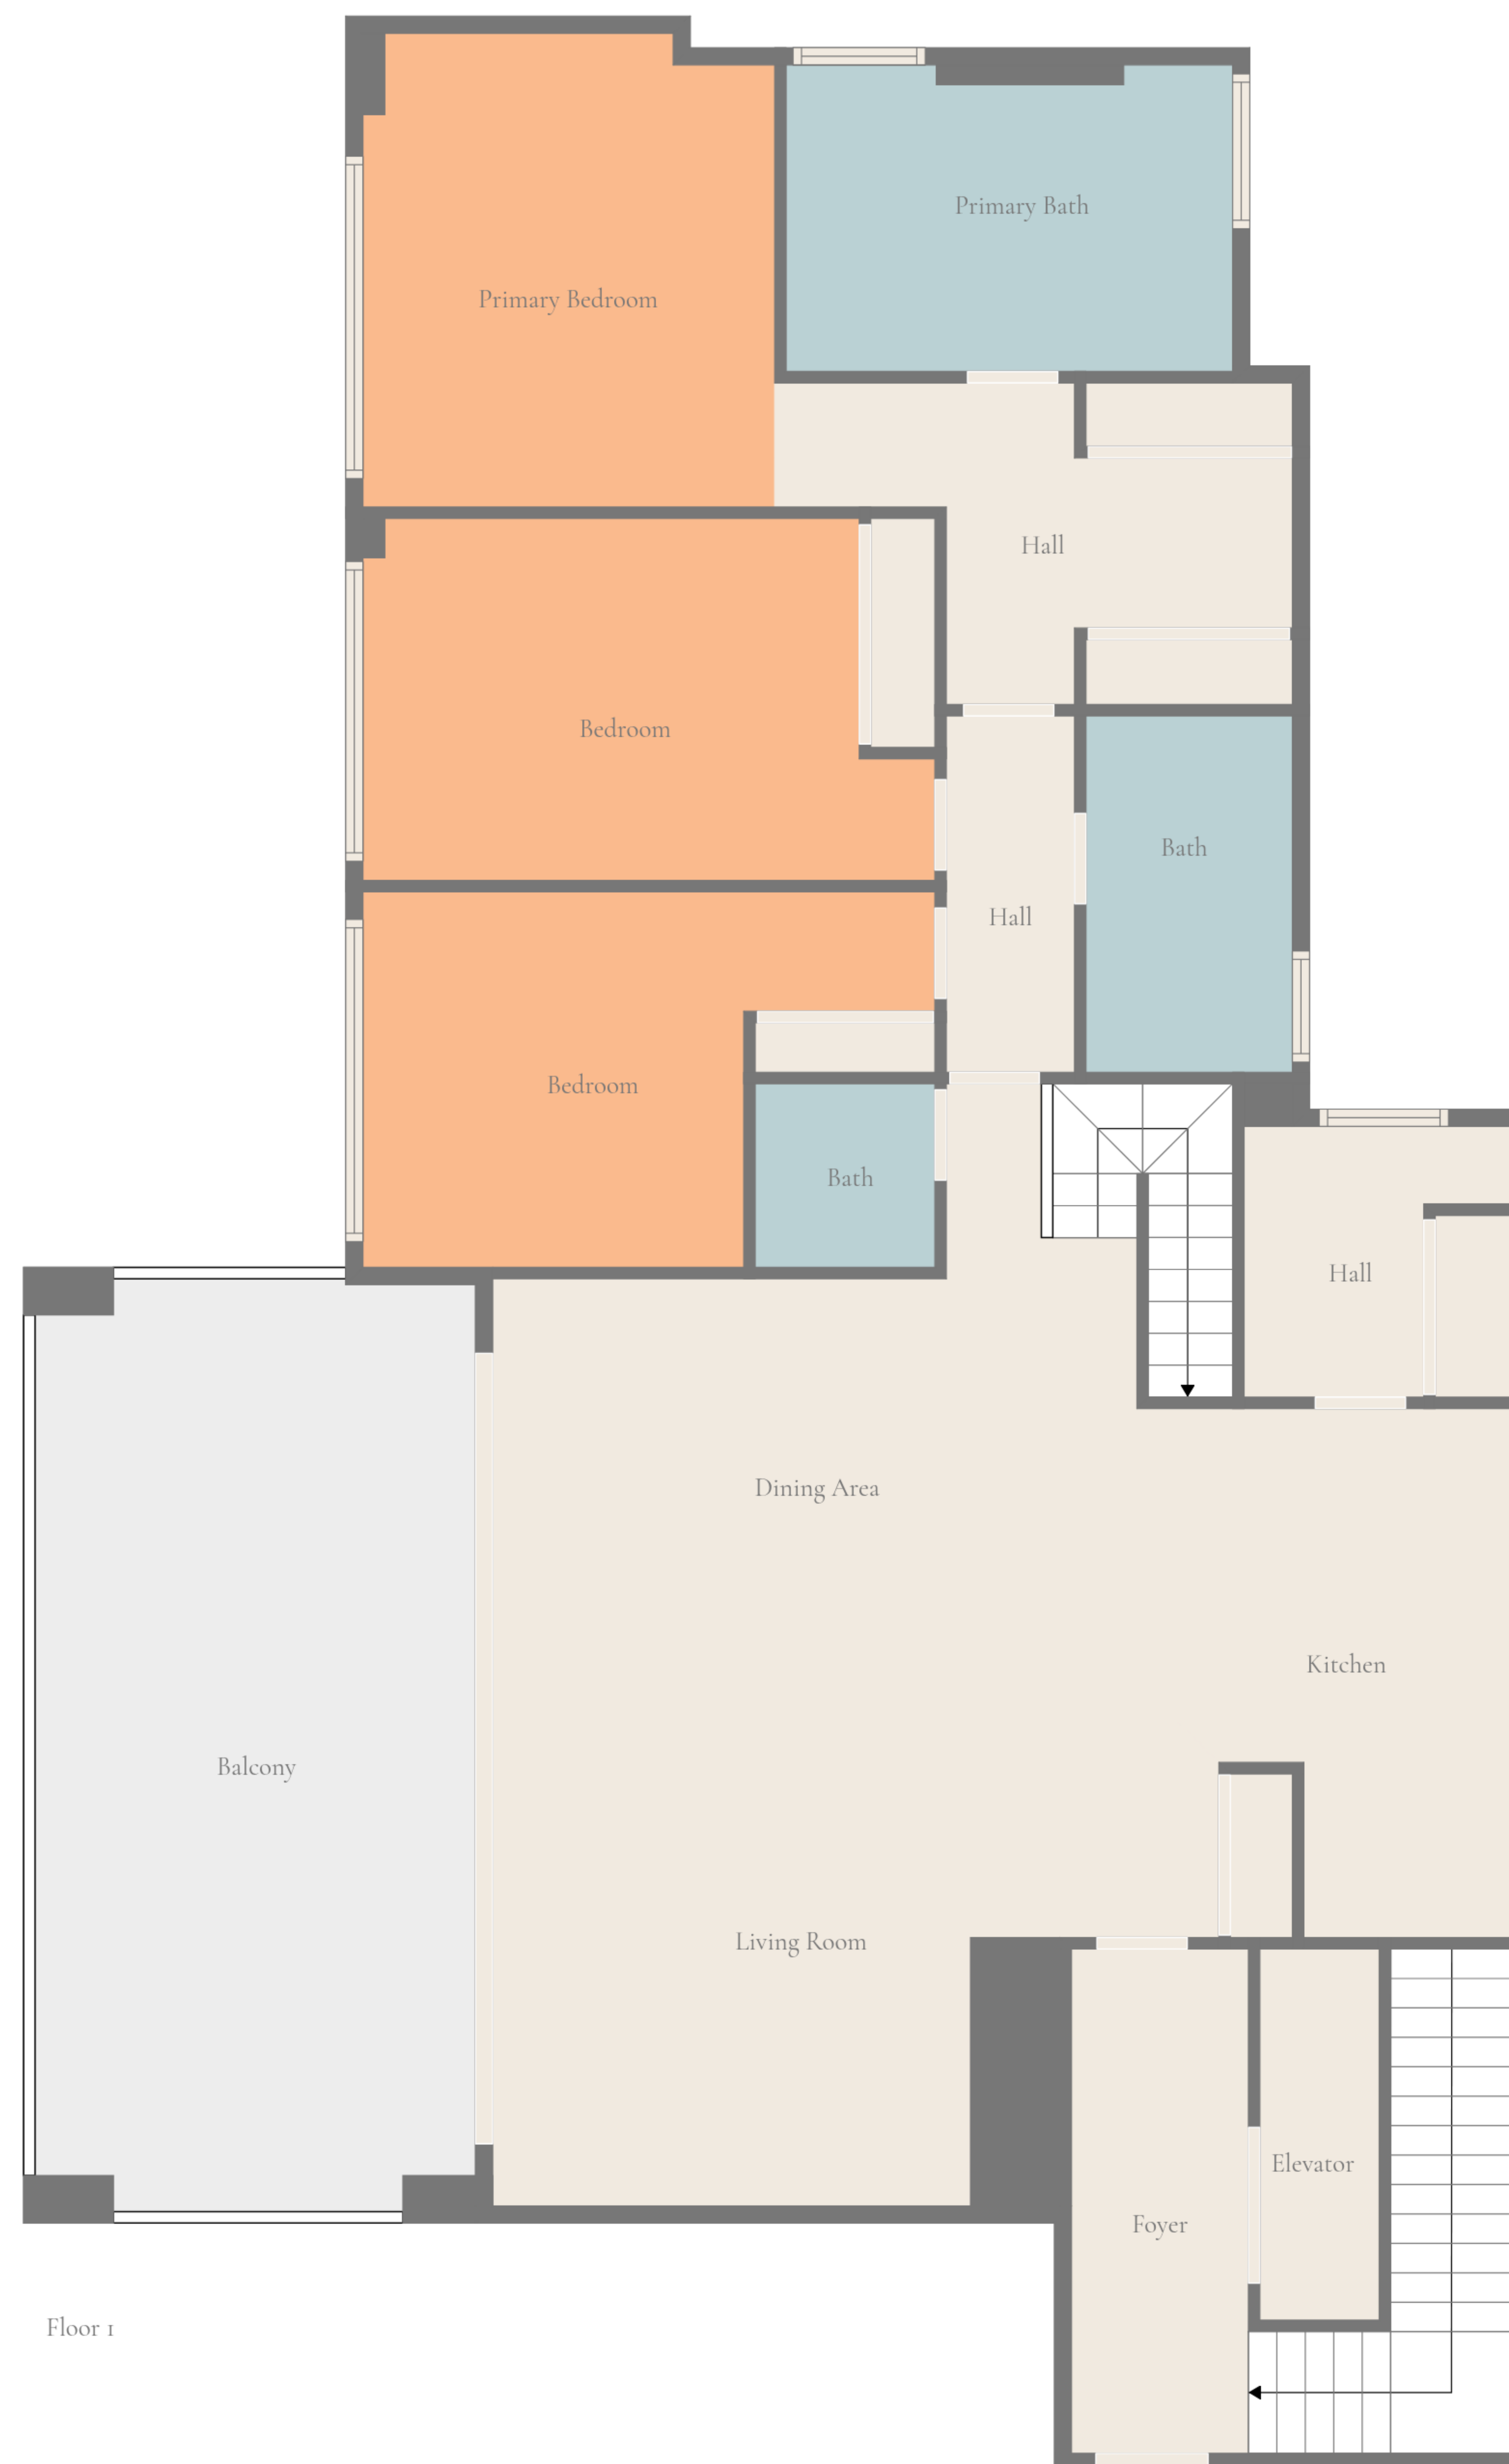 Primary Bath
Primary Bedroom
Hall
Bedroom
Bath
Hall
Bedroom
Bath
Hall
Dining Area
Kitchen
Balcony
Living Room
Elevator
Foyer
Floor 1